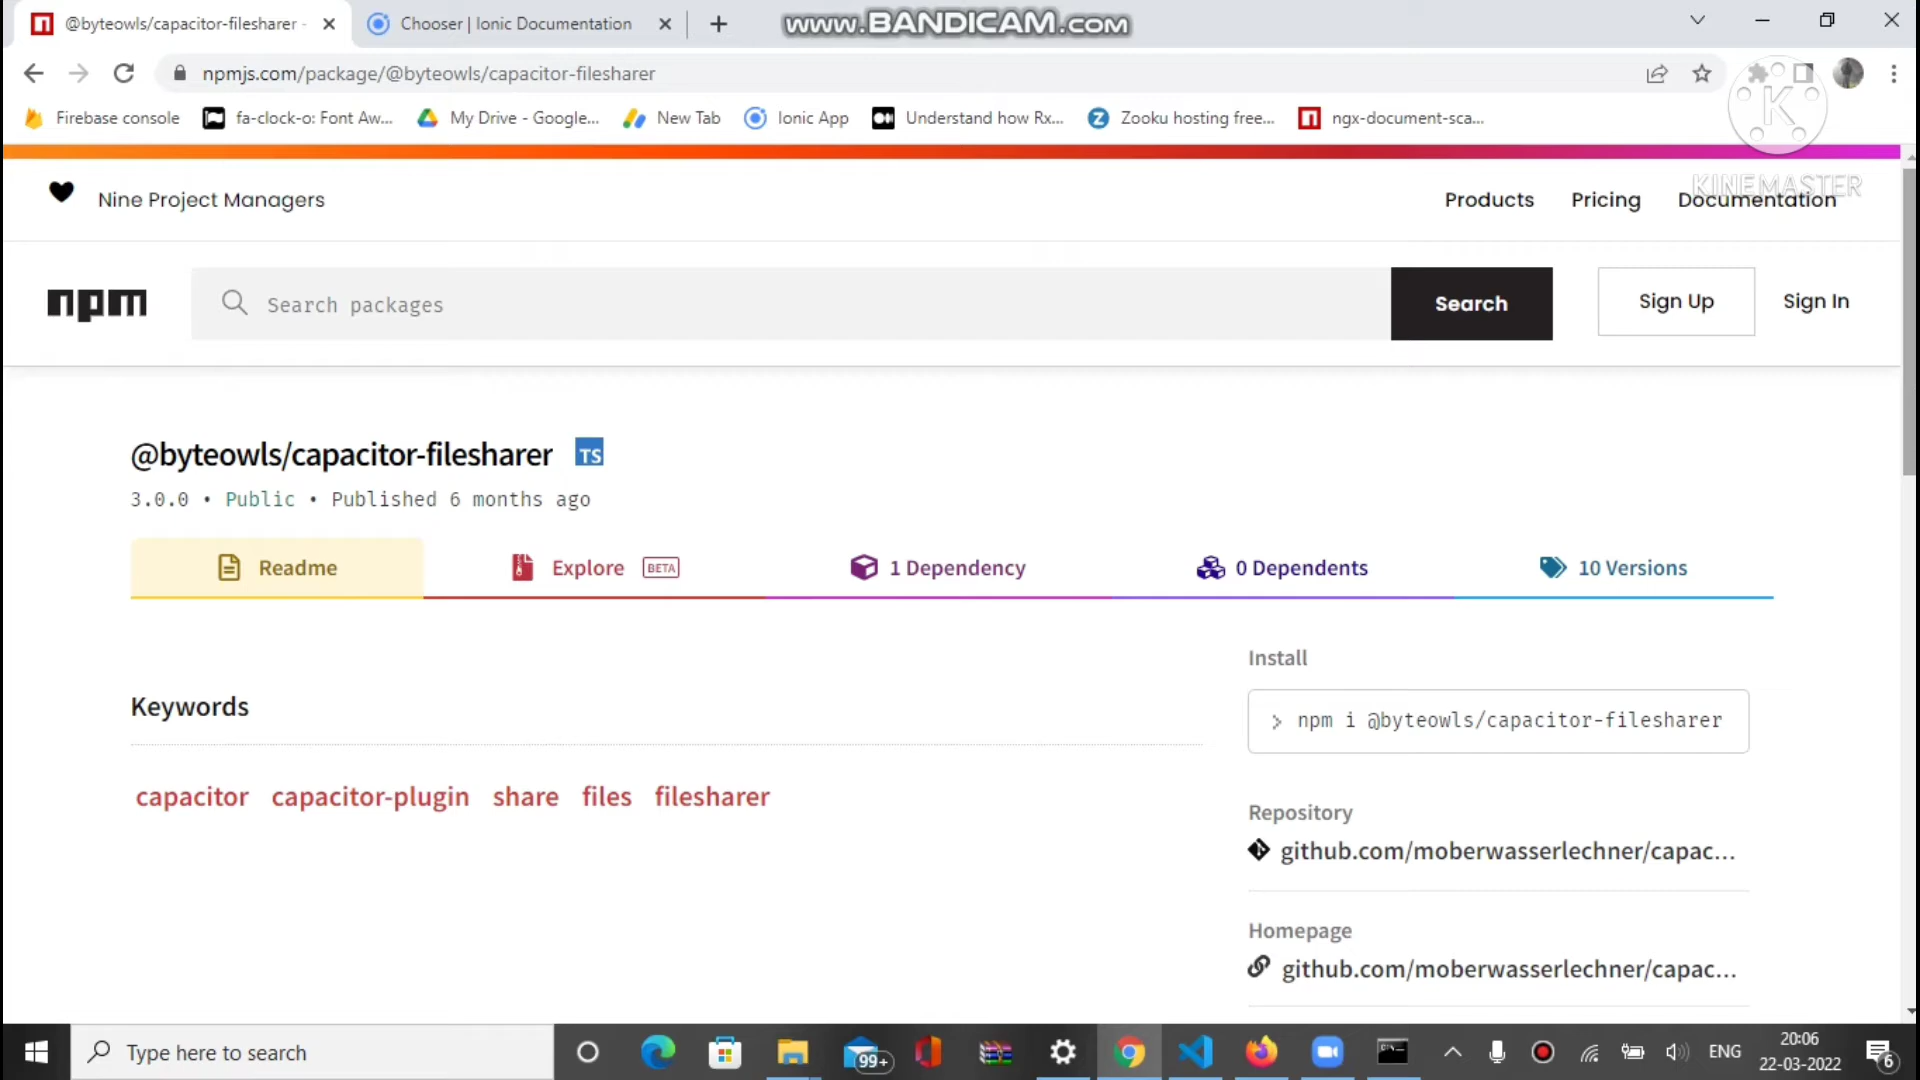 @byteowls/capacitor-filesharer -
Chooser | Ionic Documentation
www.BANDICAM.com
npmjs.com/package/@byteowls/capacitor-filesharer
Firebase console
fa-clock-o: Font Aw...
My Drive - Google...
New Tab
Ionic App
Understand how Rx...
Zooku hosting free...
ngx-document-sca...
K
KINEMASTER
Nine Project Managers
Products
Pricing
Documentation
npm
Search packages
Search
Sign Up
Sign In
@byteowls/capacitor-filesharer TS
3.0.0 • Public • Published 6 months ago
Readme
Explore BETA
1 Dependency
0 Dependents
10 Versions
Install
> npm i @byteowls/capacitor-filesharer
Keywords
capacitor capacitor-plugin share files filesharer
Repository
github.com/moberwasserlechner/capac...
Homepage
github.com/moberwasserlechner/capac...
Type here to search
99+
ENG
20:06
22-03-2022
6